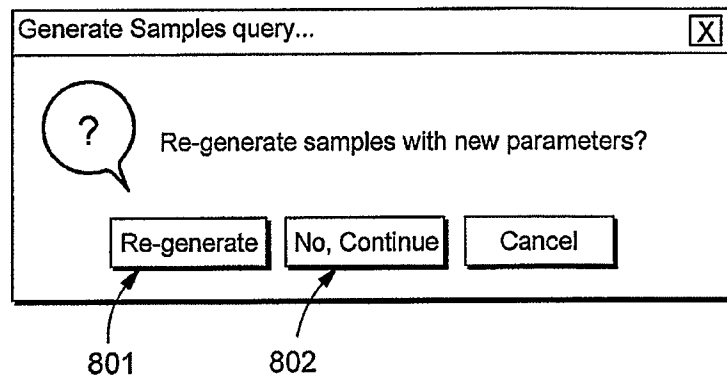 Generate Samples query...
X
?
Re-generate samples with new parameters?
Re-generate
No, Continue
Cancel
801
802